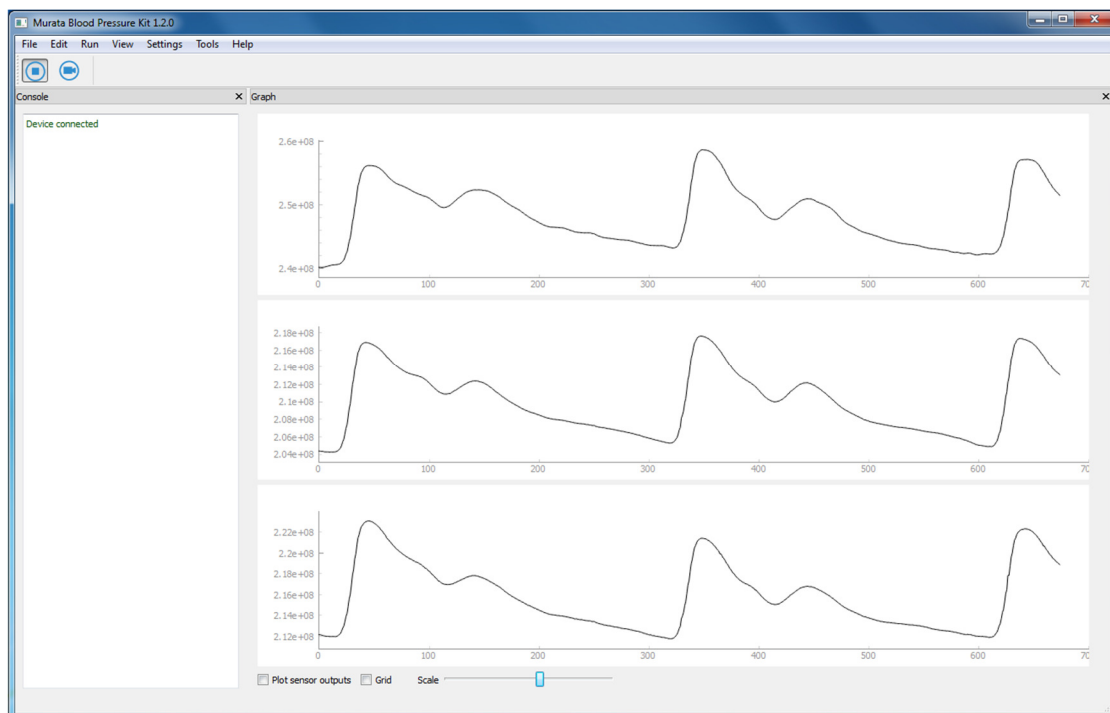 Murata Blood Pressure Kit 1.2.0
File Edit Run View Settings Tools Help
Console
Graph
Device connected
2.6e+08
2.5e+08
2.4e+08
0 100 200 300 400 500 600 70
2.18e+08
2.16e+08
2.14e+08
2.12e+08
2.1e+08
2.08e+08
2.06e+08
2.04e+08
0 100 200 300 400 500 600 70
2.22e+08
2.2e+08
2.18e+08
2.16e+08
2.14e+08
2.12e+08
0 100 200 300 400 500 600 70
Plot sensor outputs Grid Scale